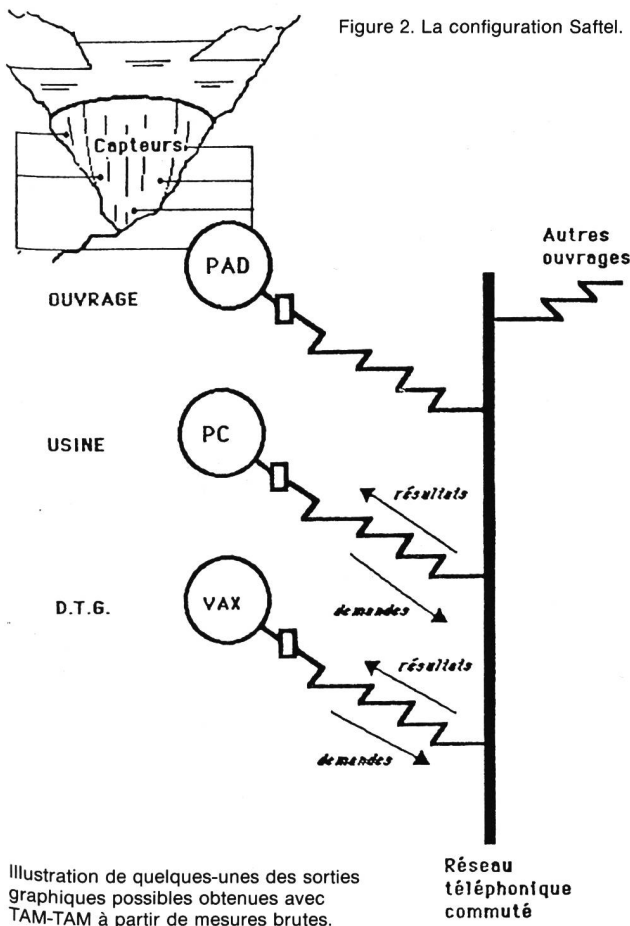 Figure 2. La configuration Saftel.
Capteurs
Autres
ouvrages
PAD
OUVRAGE
PC
USINE
résultats
demandes
VAX
D.T.G.
résultats
demandes
Illustration de quelques-unes des sorties
graphiques possibles obtenues avec
TAM-TAM à partir de mesures brutes.
Réseau
téléphonique
commuté